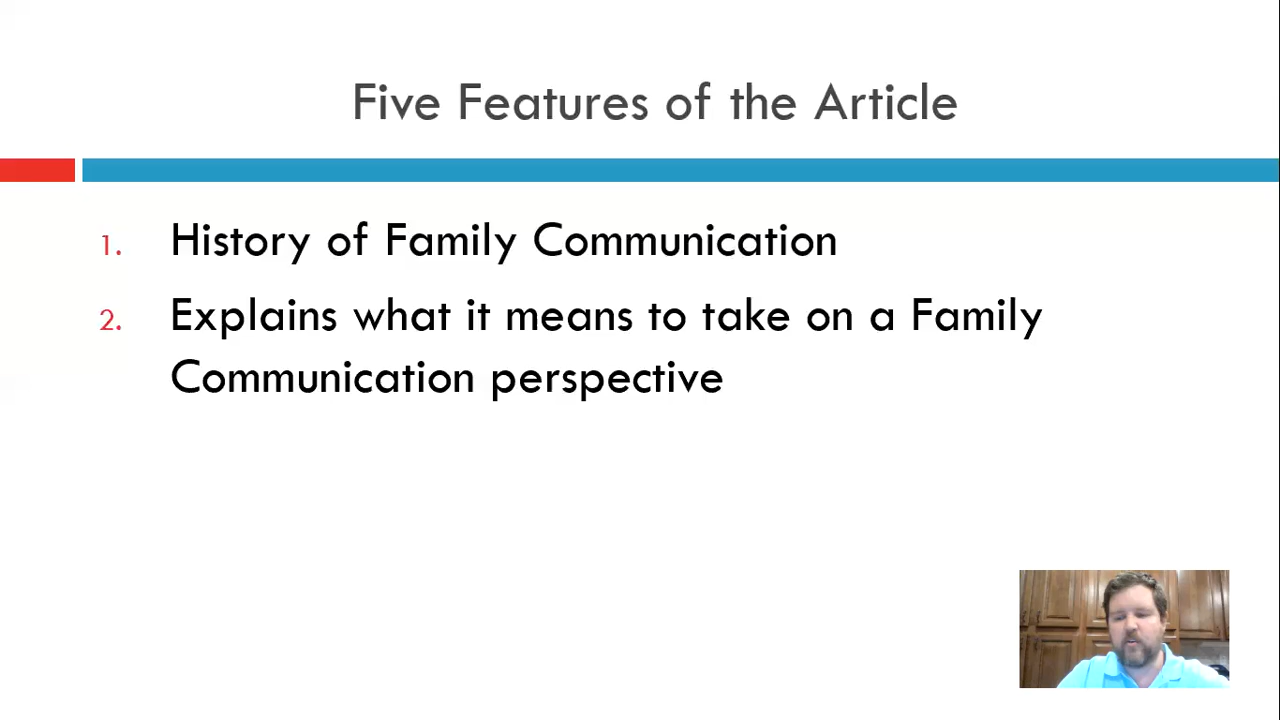 Five Features of the Article
1. History of Family Communication
2. Explains what it means to take on a Family
Communication perspective